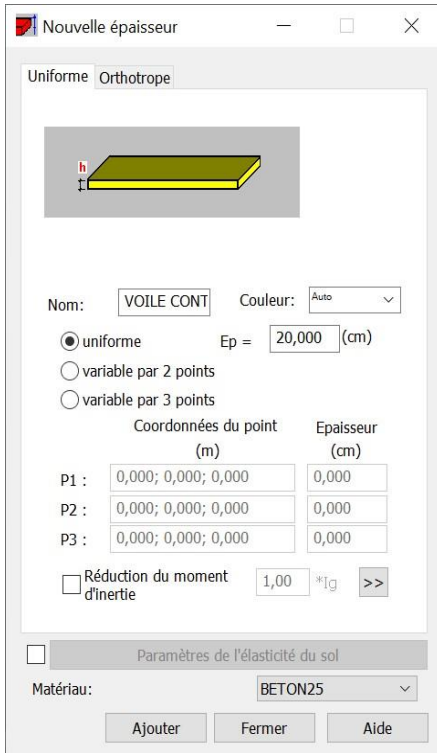 Nouvelle épaisseur
Uniforme Orthotrope
h
Nom: VOILE CONT Couleur: Auto
uniforme Ep = 20,000 (cm)
variable par 2 points
variable par 3 points
Coordonnées du point Epaisseur
(m) (cm)
P1 : 0,000; 0,000; 0,000 0,000
P2 : 0,000; 0,000; 0,000 0,000
P3 : 0,000; 0,000; 0,000 0,000
Réduction du moment
d'inertie 1,00 *Ig >>
Paramètres de l'élasticité du sol
Matériau: BETON25
Ajouter Fermer Aide